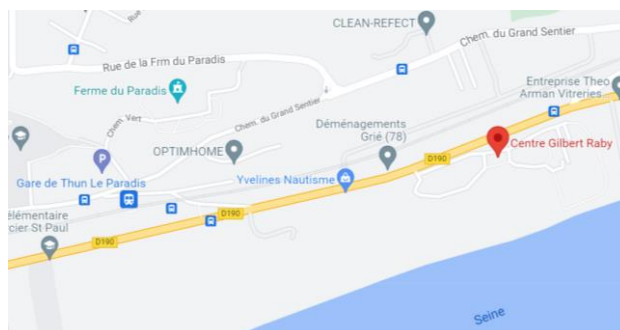 CLEAN-REFECT
Chem. du Grand Sentier
Rue de la Frm du Paradis
Ferme du Paradis
Entreprise Theo
Arman Vitreries
Chem. Vert
Chem. du Grand Sentier
Déménagements
Grié (78)
OPTIMHOME
D190
Centre Gilbert Raby
P
Gare de Thun Le Paradis
Yvelines Nautisme
élémentaire
cier St Paul
D190
D190
Seine